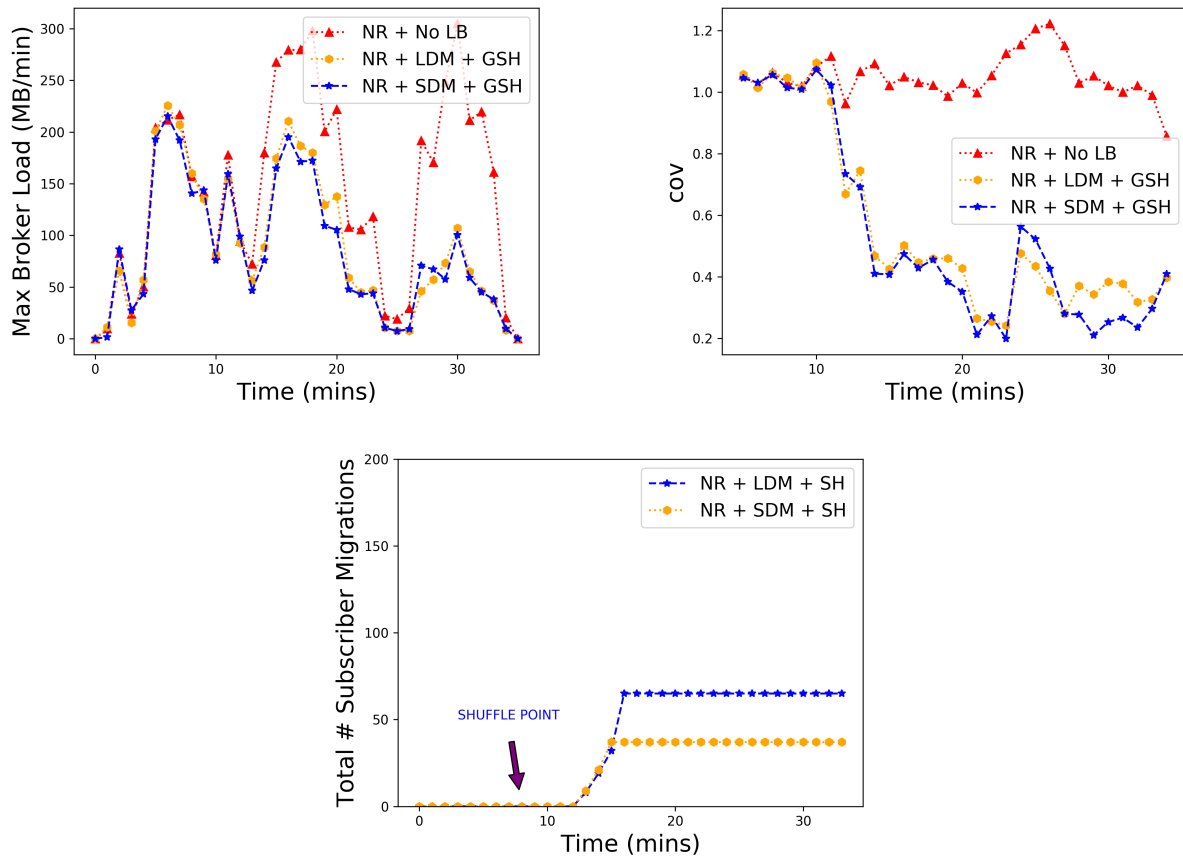 Max Broker Load (MB/min)
300
250
200
150
100
50
0
NR + No LB
NR + LDM + GSH
NR + SDM + GSH
0
10
20
30
Time (mins)
cov
1.2
1.0
0.8
0.6
0.4
0.2
NR + No LB
NR + LDM + GSH
NR + SDM + GSH
10
20
30
Time (mins)
Total # Subscriber Migrations
200
150
100
50
0
NR + LDM + SH
NR + SDM + SH
SHUFFLE POINT
0
10
20
30
Time (mins)